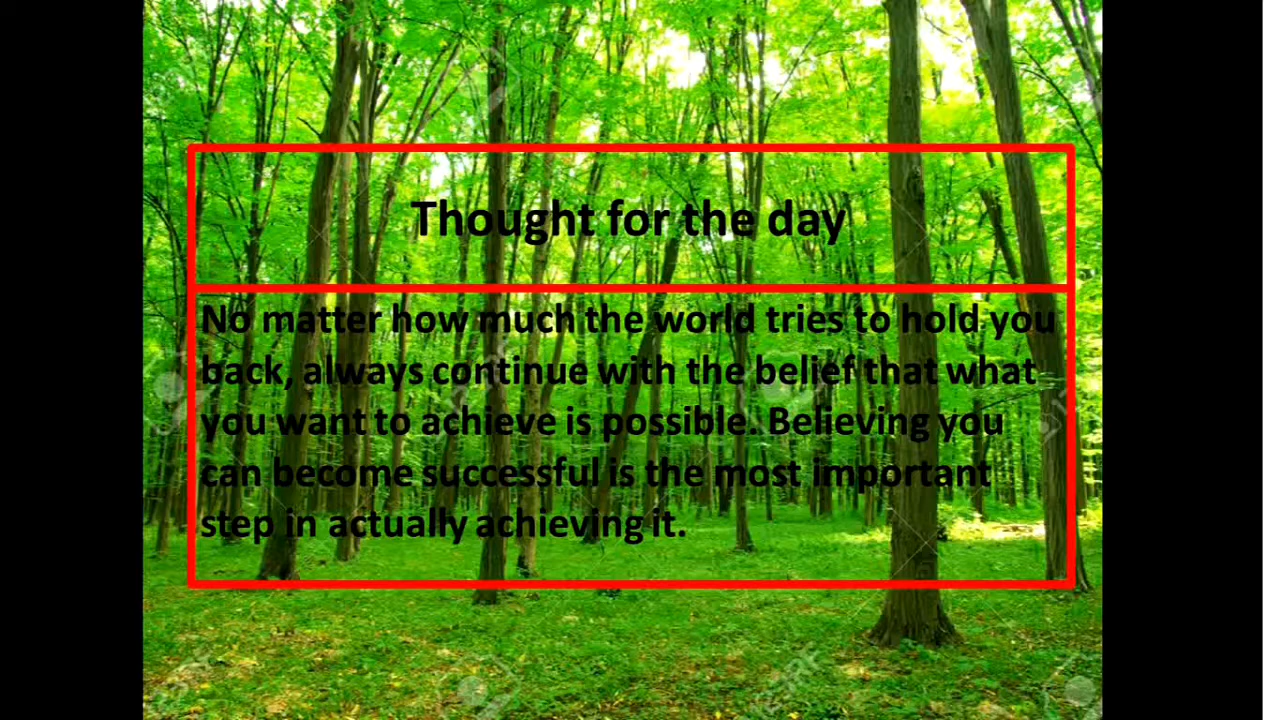 Thought for the day
No matter how much the world tries to hold you
back, always continue with the belief that what
you want to achieve is possible. Believing you
can become successful is the most important
step in actually achieving it.